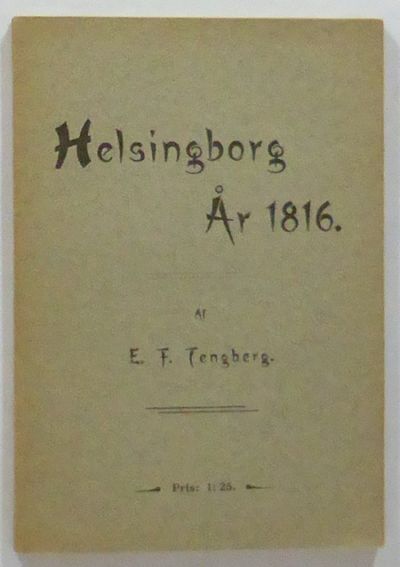 Helsingborg
År 1816.
Af
E. F. Tengberg.
Pris: 1:25.